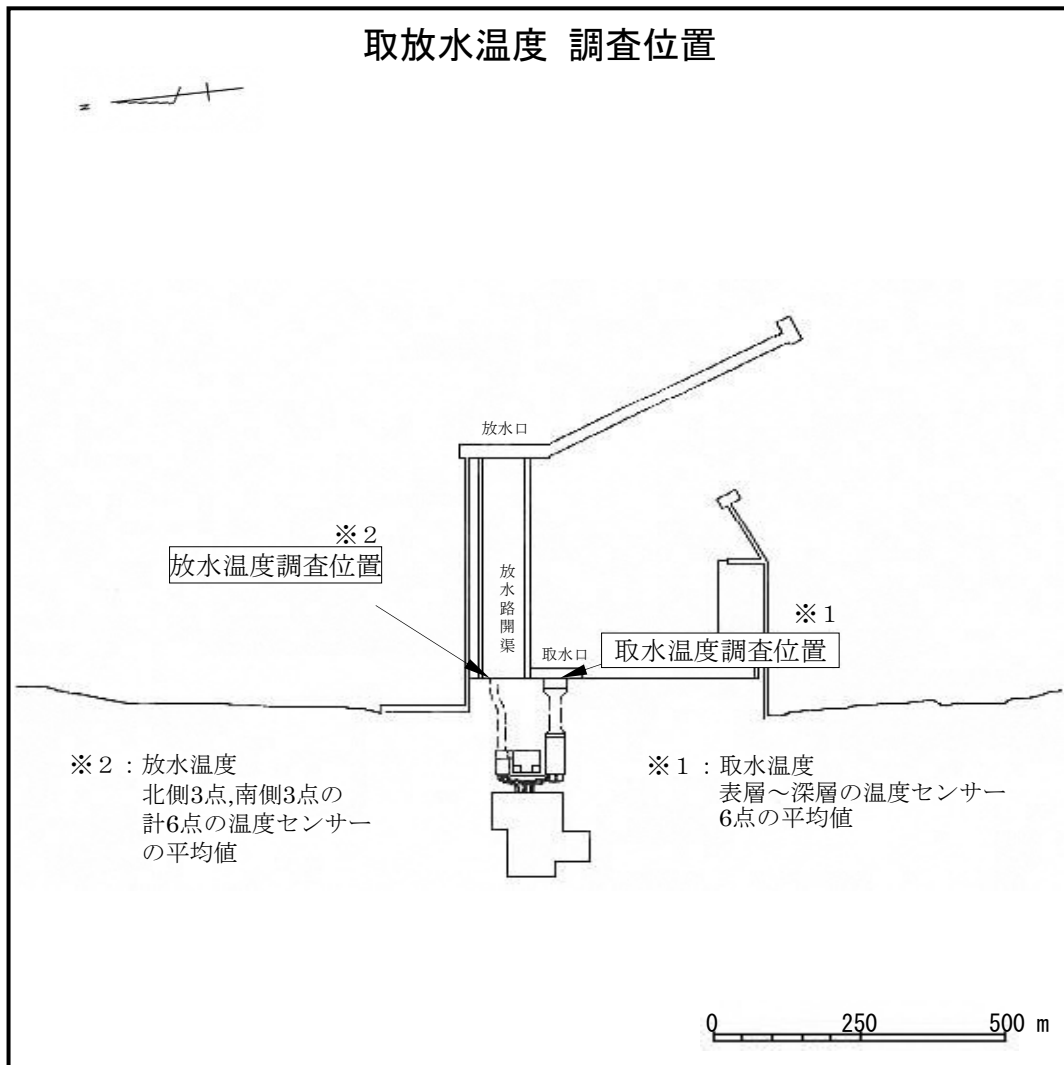 取放水温度 調査位置
N
放水口
※2
放水温度調査位置
放水路開渠
※1
取水口
取水温度調査位置
※2：放水温度
北側3点,南側3点の
計6点の温度センサー
の平均値
※1：取水温度
表層～深層の温度センサー
6点の平均値
0 250 500 m